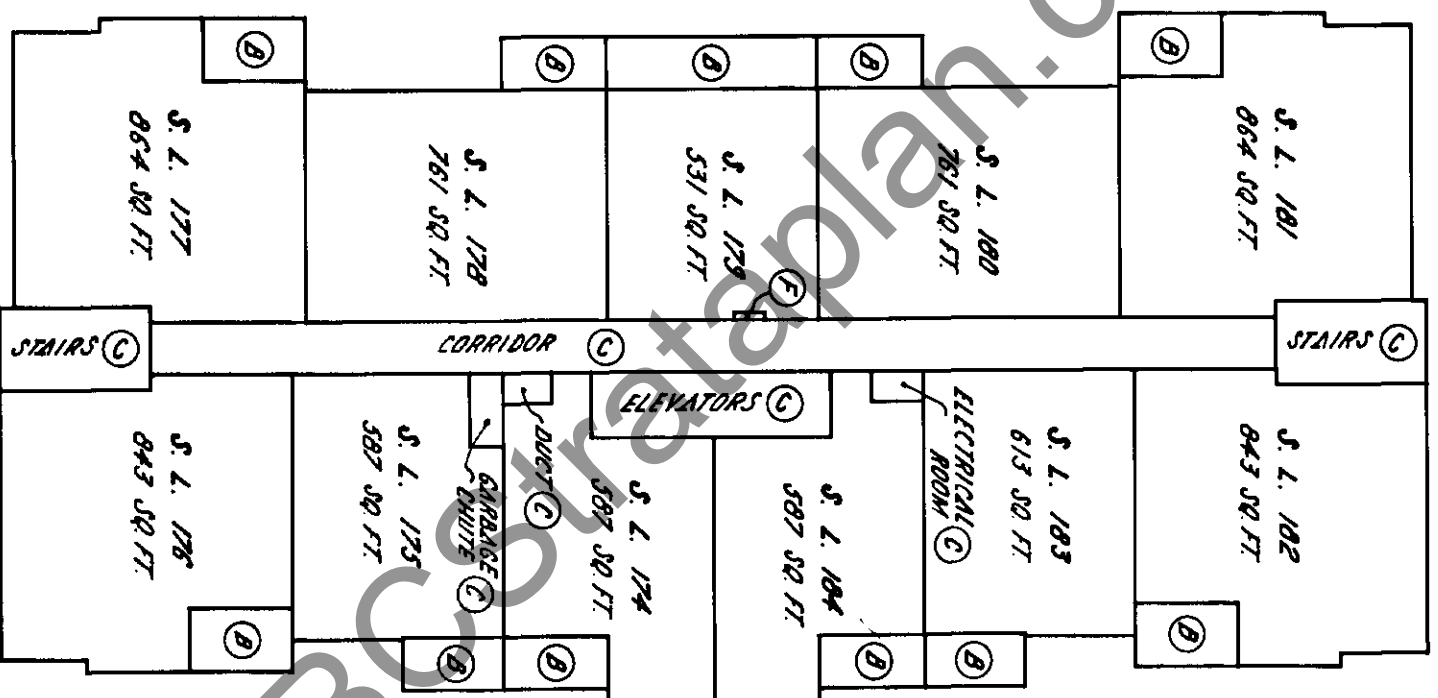 B
B
B
B
B
S. L. 177
864 SQ. FT.
S. L. 178
761 SQ. FT.
S. L. 179
531 SQ. FT.
S. L. 180
761 SQ. FT.
S. L. 181
864 SQ. FT.
F
STAIRS C
CORRIDOR C
STAIRS C
ELEVATORS C
S. L. 176
843 SQ. FT.
S. L. 175
587 SQ FT.
GARBAGE
CHUTE C
DUCT C
S. L. 174
587 SQ. FT.
S. L. 184
587 SQ. FT.
ELECTRICAL
ROOM C
S. L. 183
613 SQ FT
S. L. 182
843 SQ. FT.
B
B
B
B
B
B
BCStrataplan.c